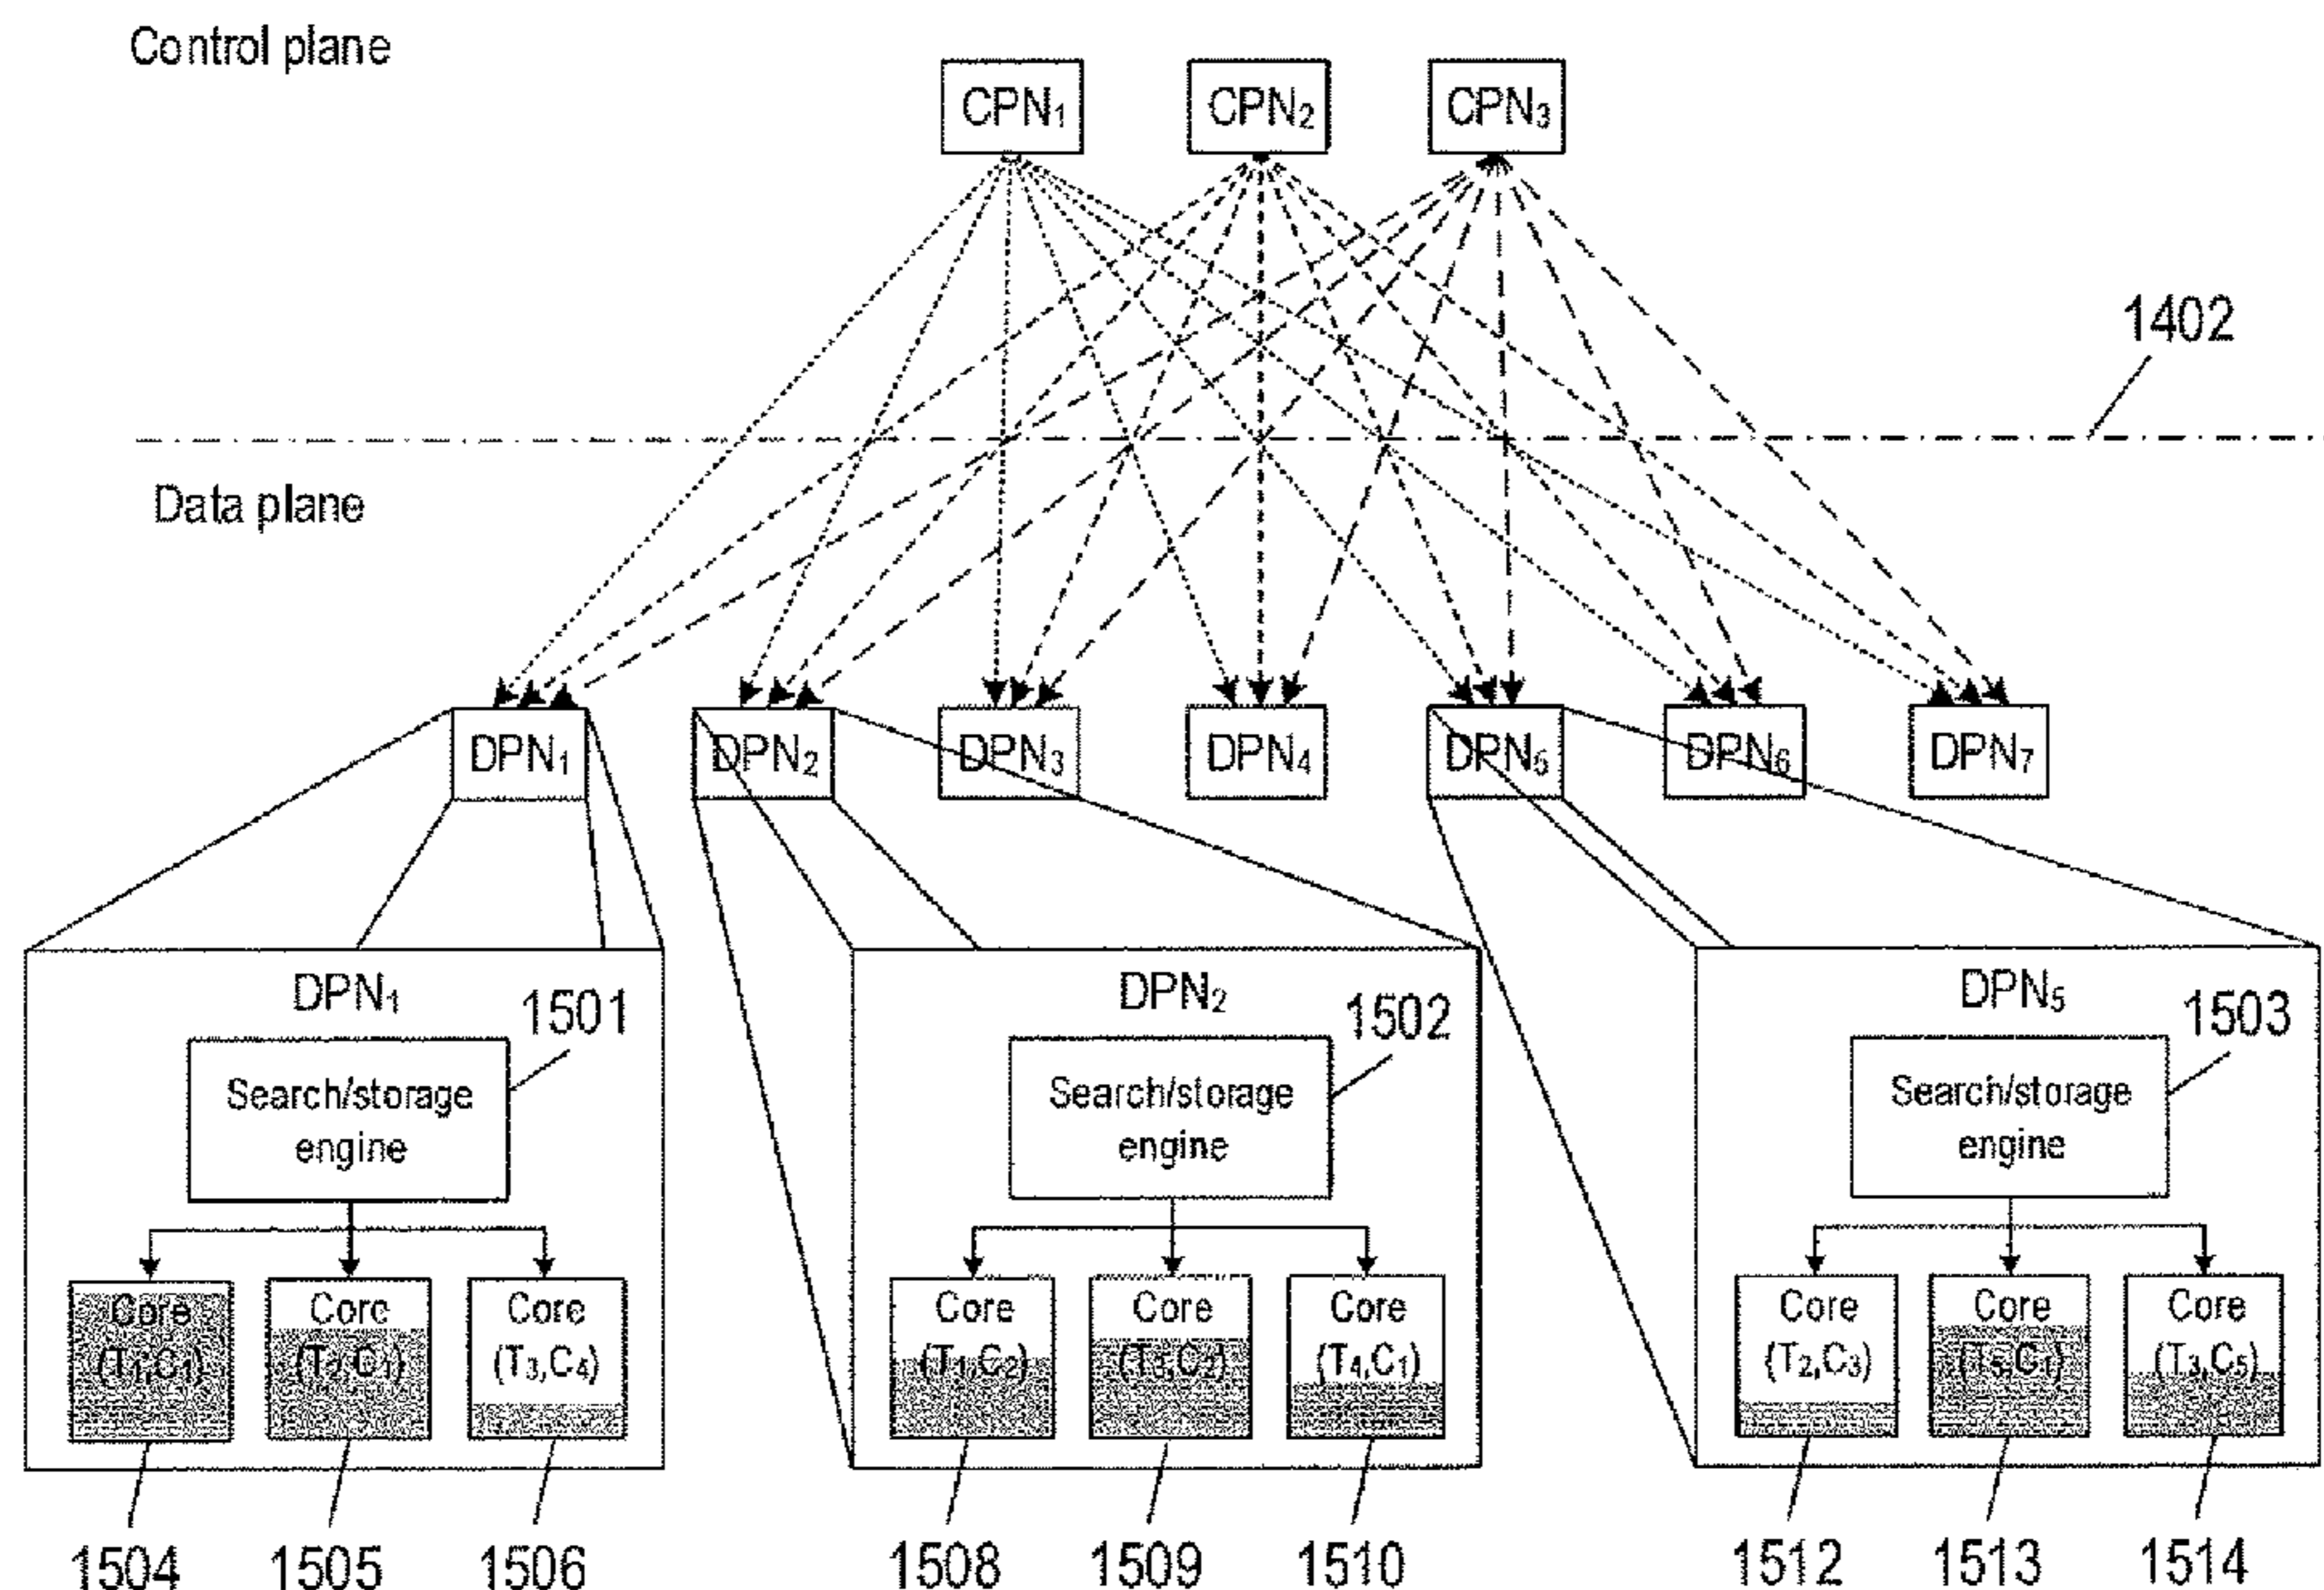 Control plane
CPN₁ CPN₂ CPN₃
1402
Data plane
DPN₁ DPN₂ DPN₃ DPN₄ DPN₅ DPN₆ DPN₇
DPN₁
1501
Search/storage
engine
Core
(T₁,C₁)
Core
(T₂,C₁)
Core
(T₃,C₄)
1504 1505 1506
DPN₂
1502
Search/storage
engine
Core
(T₁,C₂)
Core
Core
(T₄,C₁)
1508 1509 1510
DPN₅
1503
Search/storage
engine
Core
(T₂,C₃)
Core
(T₅,C₁)
Core
(T₃,C₅)
1512 1513 1514